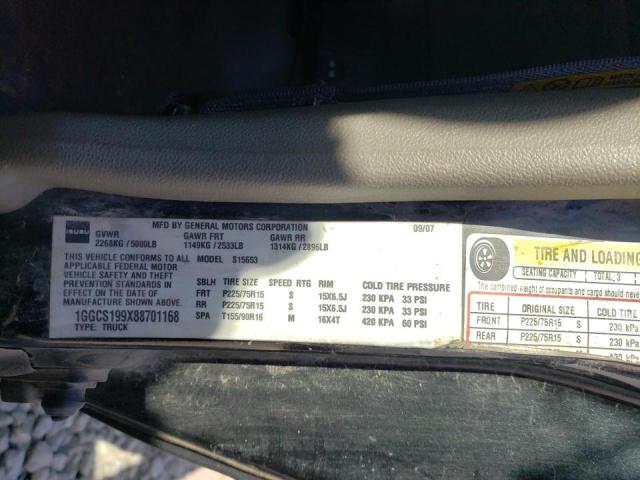 ISUZU
MFD BY GENERAL MOTORS CORPORATION 09/07
GVWR GAWR FRT GAWR RR
2268KG / 5000LB 1149KG / 2533LB 1314KG / 2896LB
THIS VEHICLE CONFORMS TO ALL MODEL S15653
APPLICABLE FEDERAL MOTOR
VEHICLE SAFETY AND THEFT
PREVENTION STANDARDS IN
EFFECT ON THE DATE OF
MANUFACTURE SHOWN ABOVE.
1GGCS199X88701168
TYPE: TRUCK
SBLH TIRE SIZE SPEED RTG RIM COLD TIRE PRESSURE
FRT P225/75R15 S 15X6.5J 230 KPA 33 PSI
RR P225/75R15 S 15X6.5J 230 KPA 33 PSI
SPA T155/90R16 M 16X4T 420 KPA 60 PSI
TIRE AND LOADING
SEATING CAPACITY TOTAL 3
The combined weight of occupants and cargo should never
TIRE ORIGINAL SIZE COLD TIRE
FRONT P225/75R15 S 230 kPa
REAR P225/75R15 S 230 kPa
M